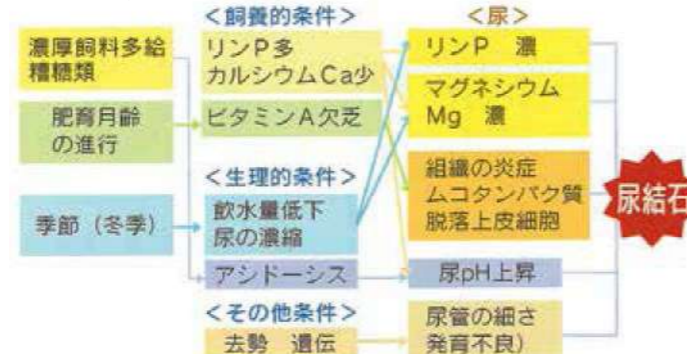 <飼養的条件>
<尿>
濃厚飼料多給
糟糖類
リンP多
カルシウムCa少
リンP 濃
肥育月齢
の進行
ビタミンA欠乏
マグネシウム
Mg 濃
<生理的条件>
組織の炎症
ムコタンパク質
脱落上皮細胞
尿結石
季節(冬季)
飲水量低下
尿の濃縮
アシドーシス
尿pH上昇
<その他条件>
去勢 遺伝
尿管の細さ
発育不良)